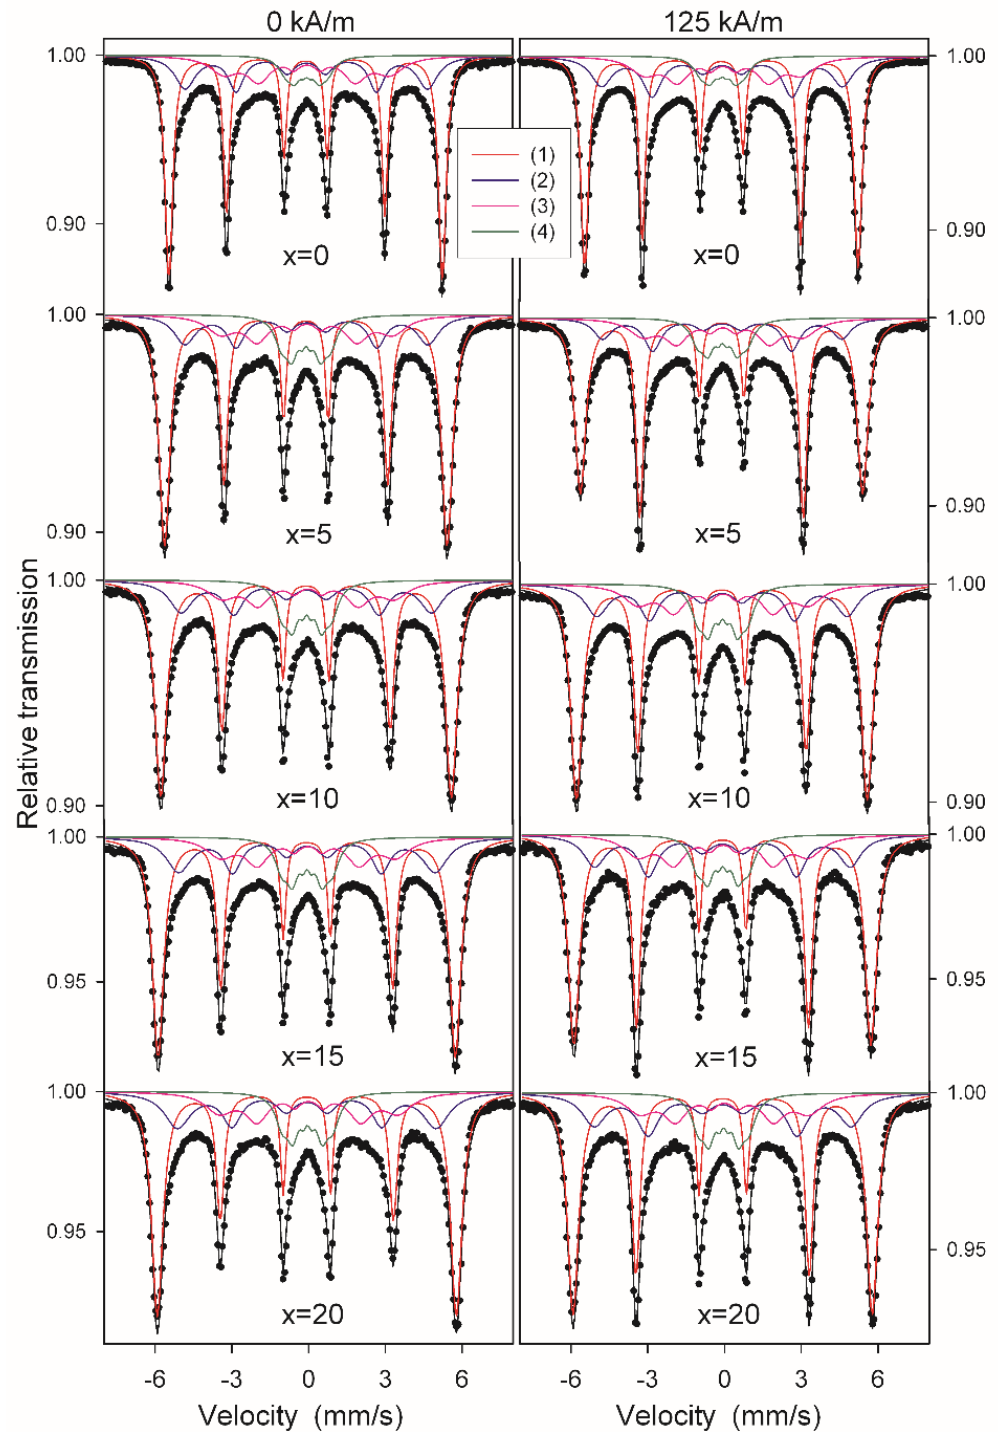 0 kA/m 125 kA/m
1.00 1.00
(1)
(2)
(3)
(4)
0.90 0.90
x=0 x=0
1.00 1.00
0.90 0.90
x=5 x=5
1.00 1.00
Relative transmission
0.90 0.90
x=10 x=10
1.00 1.00
0.95 0.95
x=15 x=15
1.00 1.00
0.95 0.95
x=20 x=20
-6 -3 0 3 6 -6 -3 0 3 6
Velocity (mm/s) Velocity (mm/s)